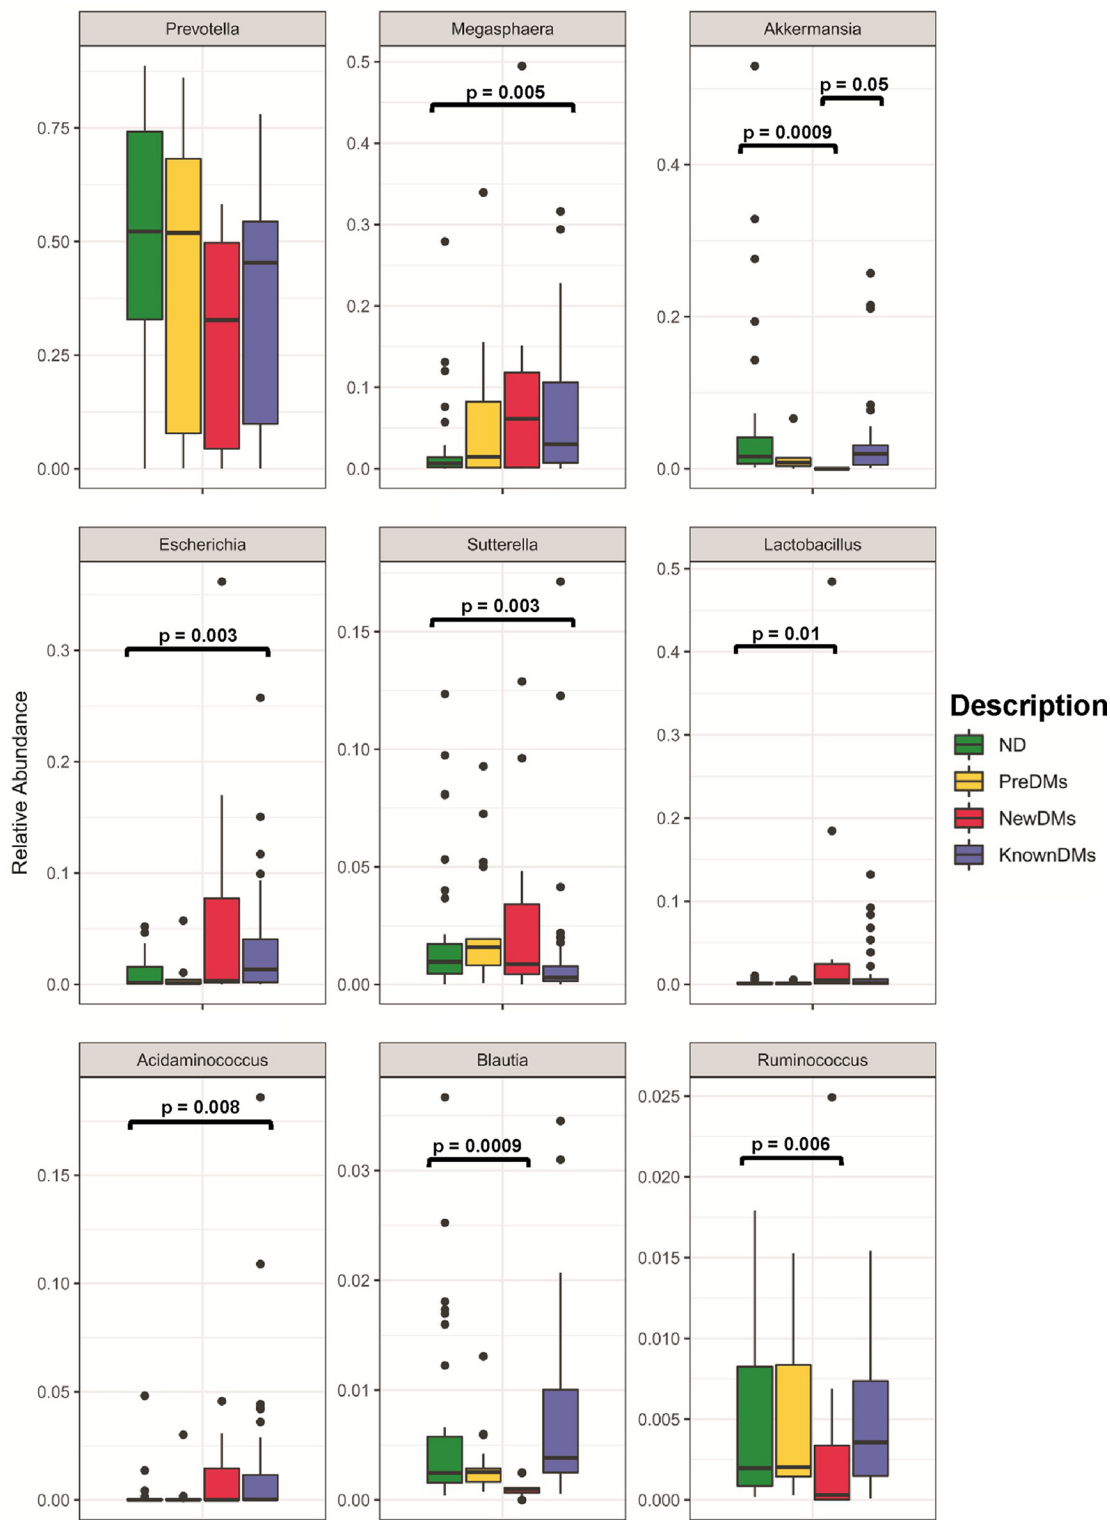 Prevotella
Megasphaera
Akkermansia
0.75
0.50
0.25
0.00
0.5
0.4
0.3
0.2
0.1
0.0
p = 0.005
0.4
0.2
0.0
p = 0.05
p = 0.0009
Relative Abundance
Escherichia
Sutterella
Lactobacillus
0.3
0.2
0.1
0.0
p = 0.003
0.15
0.10
0.05
0.00
p = 0.003
0.5
0.4
0.3
0.2
0.1
0.0
p = 0.01
Description
ND
PreDMs
NewDMs
KnownDMs
Acidaminococcus
Blautia
Ruminococcus
0.15
0.10
0.05
0.00
p = 0.008
0.03
0.02
0.01
0.00
p = 0.0009
0.025
0.020
0.015
0.010
0.005
0.000
p = 0.006